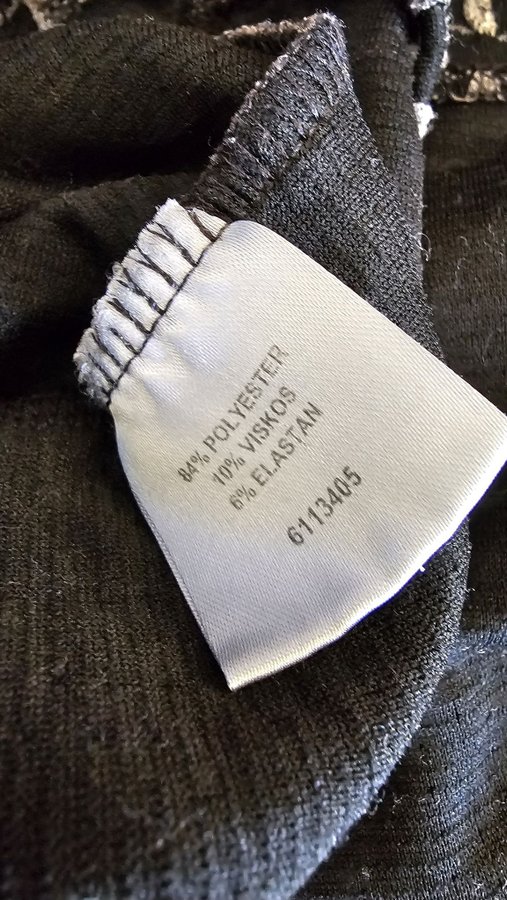 84% POLYESTER
10% VISKOS
6% ELASTAN
6113405